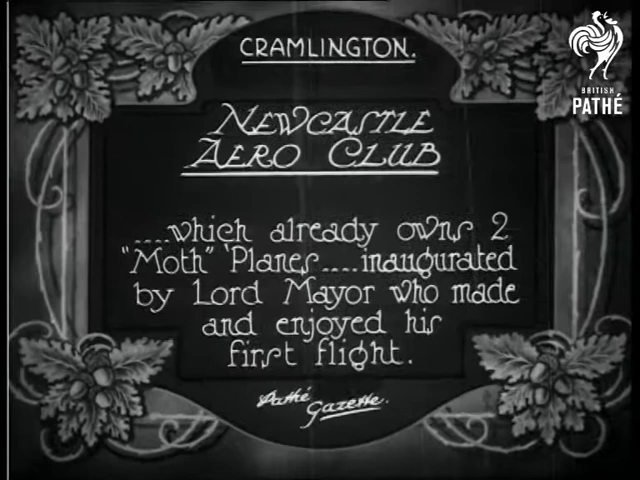 CRAMLINGTON.
BRITISH
PATHÉ
NEWCASTLE
AERO CLUB
....which already owns 2
"Moth" 'Planes....inaugurated
by Lord Mayor who made
and enjoyed his
first flight.
Pathé
Gazette.